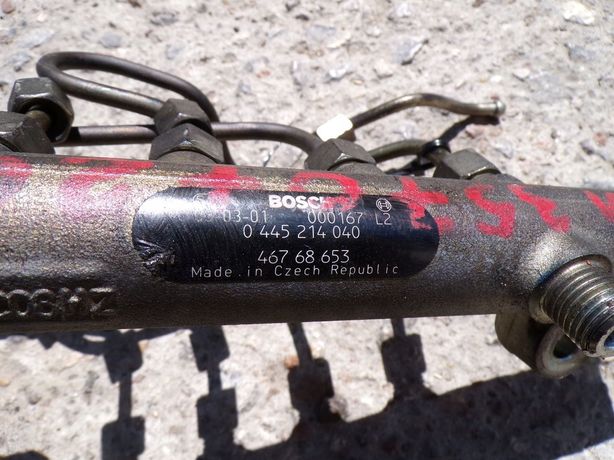 BOSCH
03-01 000167 L2
0 445 214 040
467 68 653
Made in Czech Republic